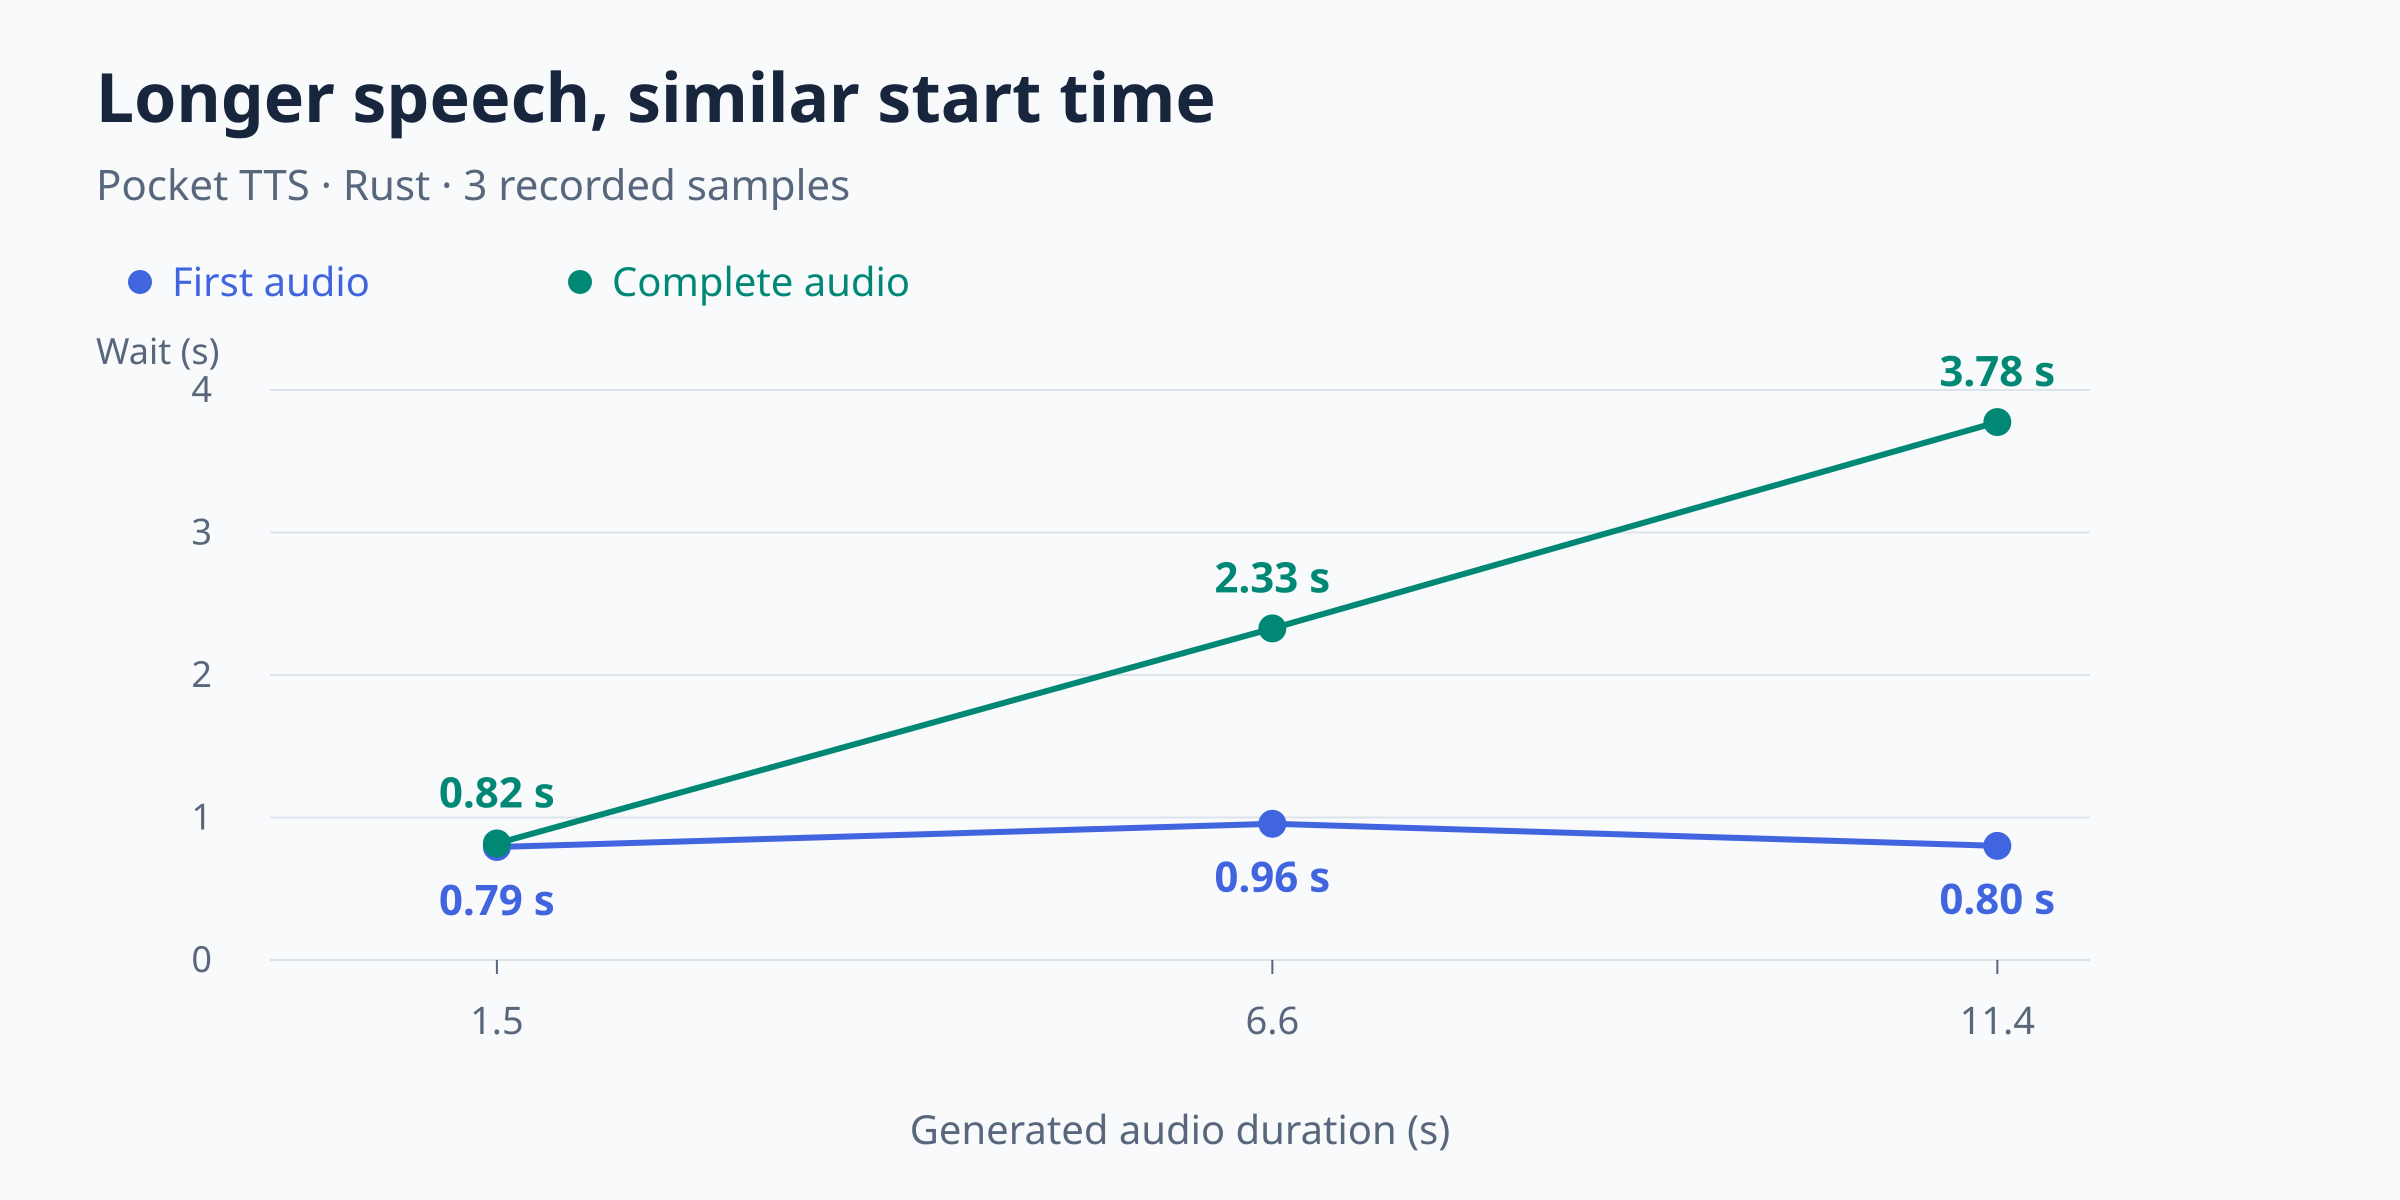 Longer speech, similar start time
Pocket TTS · Rust · 3 recorded samples
First audio
Complete audio
Wait (s)
4
3
2
1
0
3.78 s
2.33 s
0.82 s
0.79 s
0.96 s
0.80 s
1.5
6.6
11.4
Generated audio duration (s)